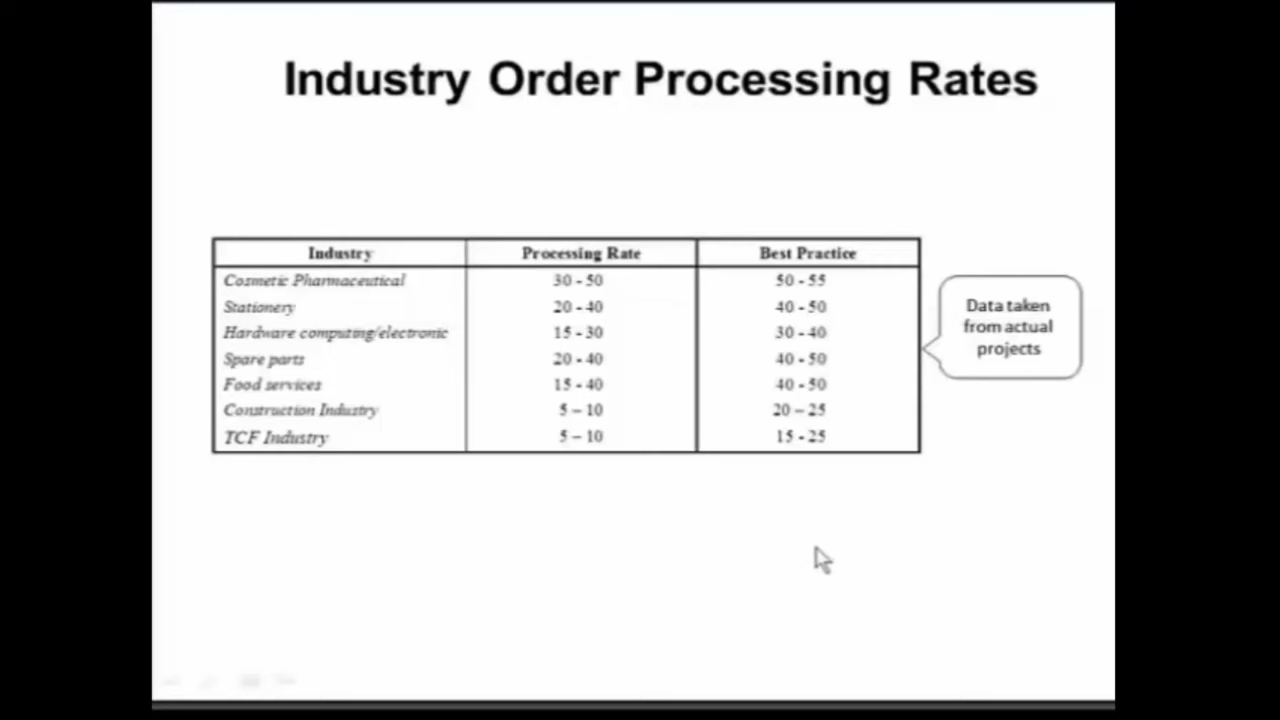 Industry Order Processing Rates
Industry Processing Rate Best Practice
Cosmetic Pharmaceutical 30 - 50 50 - 55
Stationery 20 - 40 40 - 50
Hardware computing/electronic 15 - 30 30 - 40
Spare parts 20 - 40 40 - 50
Food services 15 - 40 40 - 50
Construction Industry 5 – 10 20 – 25
TCF Industry 5 – 10 15 - 25
Data taken
from actual
projects